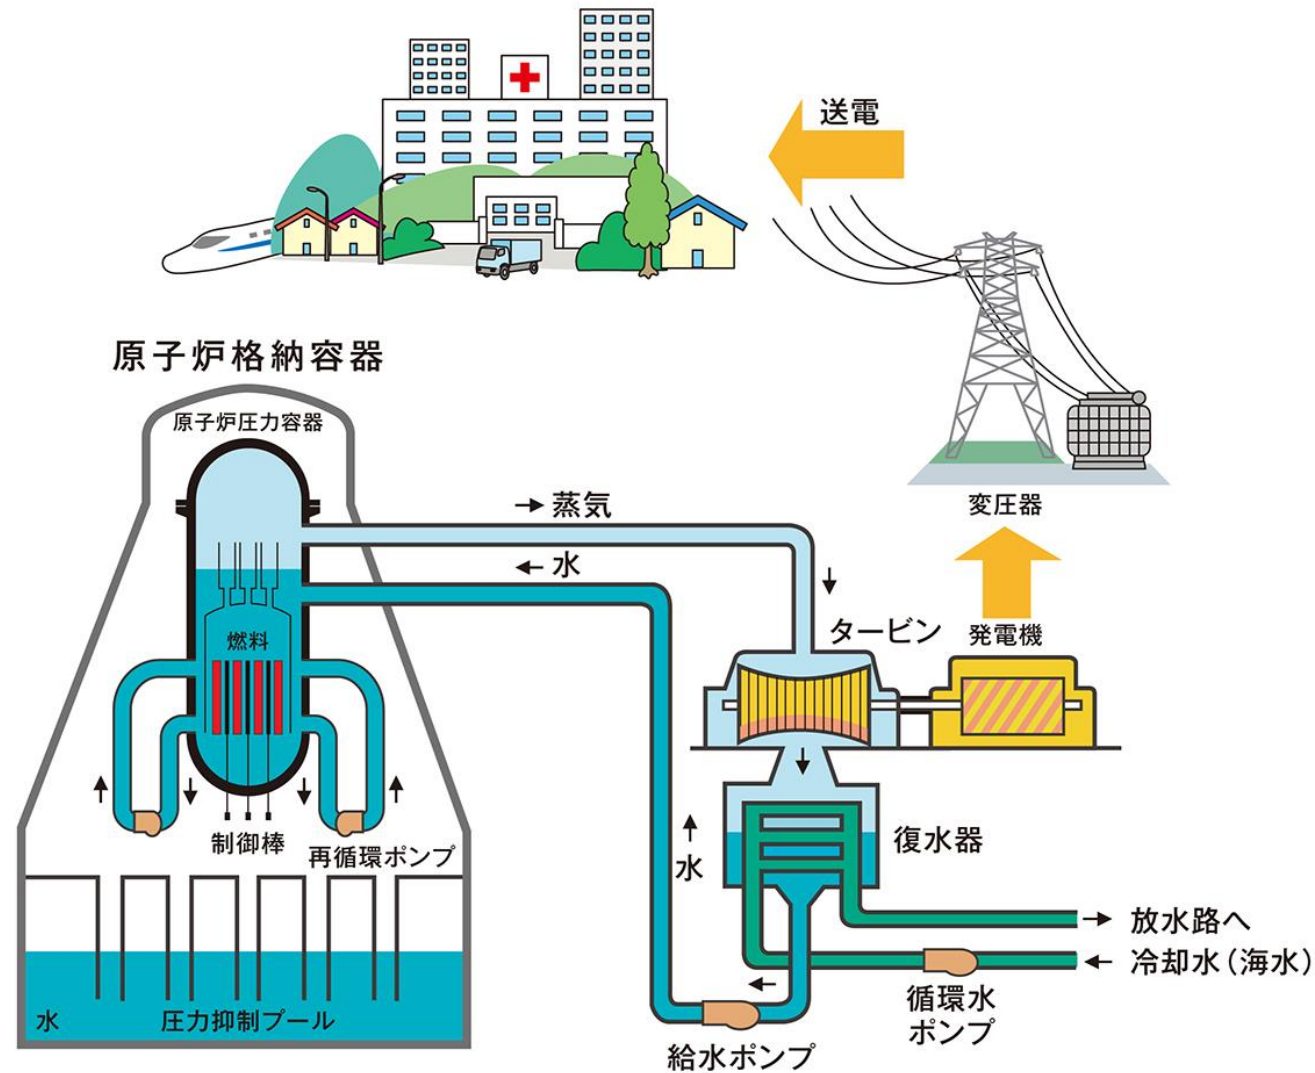 送電
原子炉格納容器
原子炉圧力容器
変圧器
蒸気
水
燃料
タービン
発電機
制御棒
再循環ポンプ
水
復水器
放水路へ
冷却水（海水）
循環水
ポンプ
水
圧力抑制プール
給水ポンプ